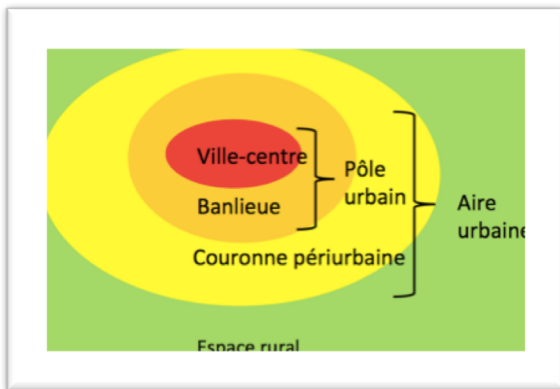 Ville-centre
Pôle
urbain
Banlieue
Aire
urbaine
Couronne périurbaine
Espace rural